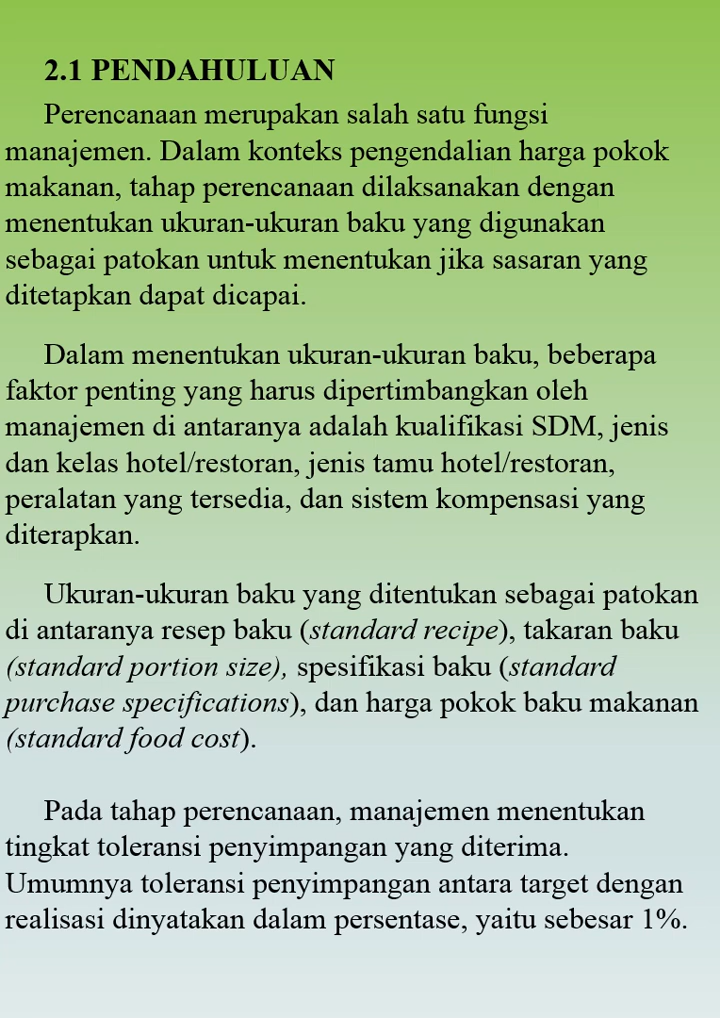 2.1 PENDAHULUAN
Perencanaan merupakan salah satu fungsi
manajemen. Dalam konteks pengendalian harga pokok
makanan, tahap perencanaan dilaksanakan dengan
menentukan ukuran-ukuran baku yang digunakan
sebagai patokan untuk menentukan jika sasaran yang
ditetapkan dapat dicapai.
Dalam menentukan ukuran-ukuran baku, beberapa
faktor penting yang harus dipertimbangkan oleh
manajemen di antaranya adalah kualifikasi SDM, jenis
dan kelas hotel/restoran, jenis tamu hotel/restoran,
peralatan yang tersedia, dan sistem kompensasi yang
diterapkan.
Ukuran-ukuran baku yang ditentukan sebagai patokan
di antaranya resep baku (standard recipe), takaran baku
(standard portion size), spesifikasi baku (standard
purchase specifications), dan harga pokok baku makanan
(standard food cost).
Pada tahap perencanaan, manajemen menentukan
tingkat toleransi penyimpangan yang diterima.
Umumnya toleransi penyimpangan antara target dengan
realisasi dinyatakan dalam persentase, yaitu sebesar 1%.